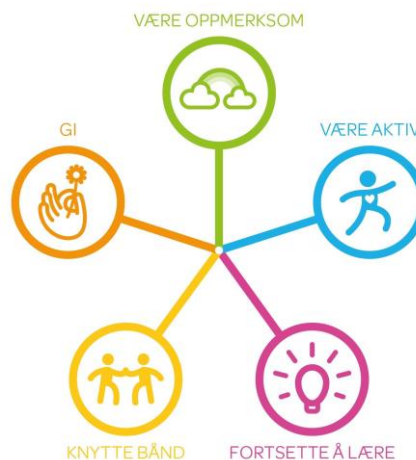 VÆRE OPPMERKSOM
GI
VÆRE AKTIV
KNYTTE BÅND
FORTSETTE Å LÆRE